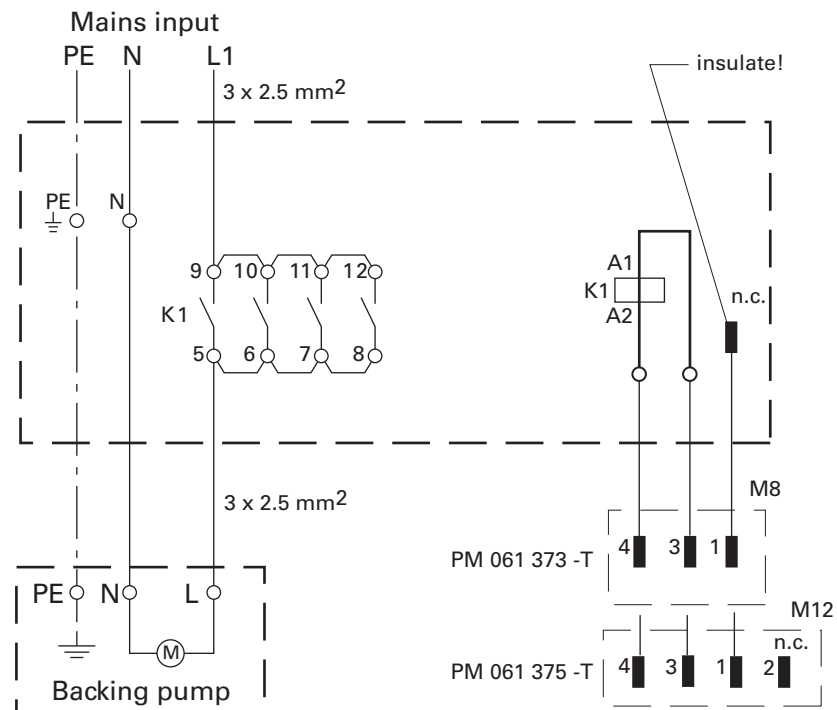 Mains input
PE N L1
3 x 2.5 mm²
insulate!
PE N
9 10 11 12
K1
5 6 7 8
A1
K1
A2
n.c.
3 x 2.5 mm²
M8
PM 061 373 -T 4 3 1
M12
n.c.
PM 061 375 -T 4 3 1 2
PE N L
M
Backing pump